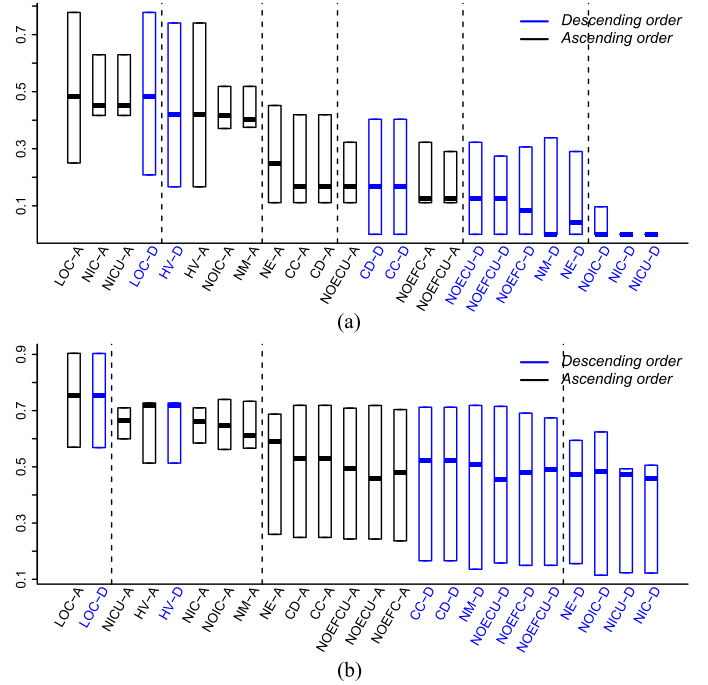 Descending order
Ascending order
0.7
0.5
0.3
0.1
LOC−A
NIC−A
NICU−A
LOC−D
HV−D
HV−A
NOIC−A
NM−A
NE−A
CC−A
CD−A
NOECU−A
CD−D
CC−D
NOEFC−A
NOEFCU−A
NOECU−D
NOEFCU−D
NOEFC−D
NM−D
NE−D
NOIC−D
NIC−D
NICU−D
(a)
Descending order
Ascending order
0.9
0.7
0.5
0.3
0.1
LOC−A
LOC−D
NICU−A
HV−A
HV−D
NIC−A
NOIC−A
NM−A
NE−A
CD−A
CC−A
NOEFCU−A
NOECU−A
NOEFC−A
CC−D
CD−D
NM−D
NOECU−D
NOEFC−D
NOEFCU−D
NE−D
NOIC−D
NICU−D
NIC−D
(b)